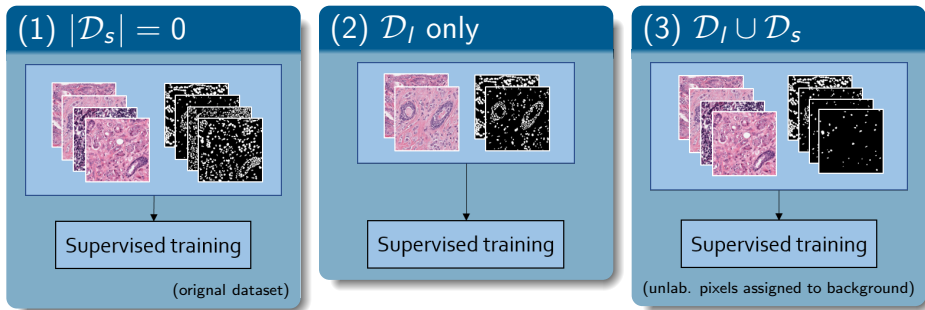 (1) |𝒟ₛ| = 0
Supervised training
(orignal dataset)
(2) 𝒟ₗ only
Supervised training
(3) 𝒟ₗ ∪ 𝒟ₛ
Supervised training
(unlab. pixels assigned to background)